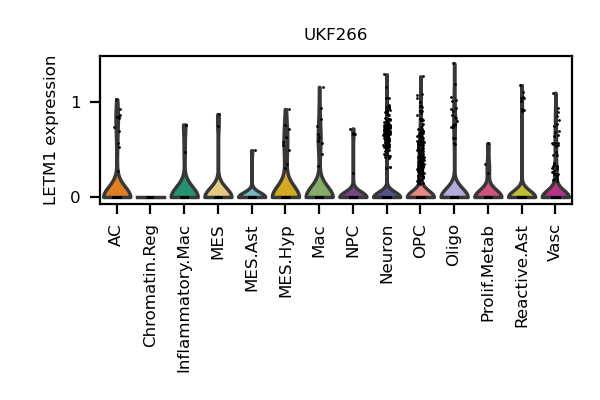 UKF266
LETM1 expression
1
0
AC
Chromatin.Reg
Inflammatory.Mac
MES
MES.Ast
MES.Hyp
Mac
NPC
Neuron
OPC
Oligo
Prolif.Metab
Reactive.Ast
Vasc